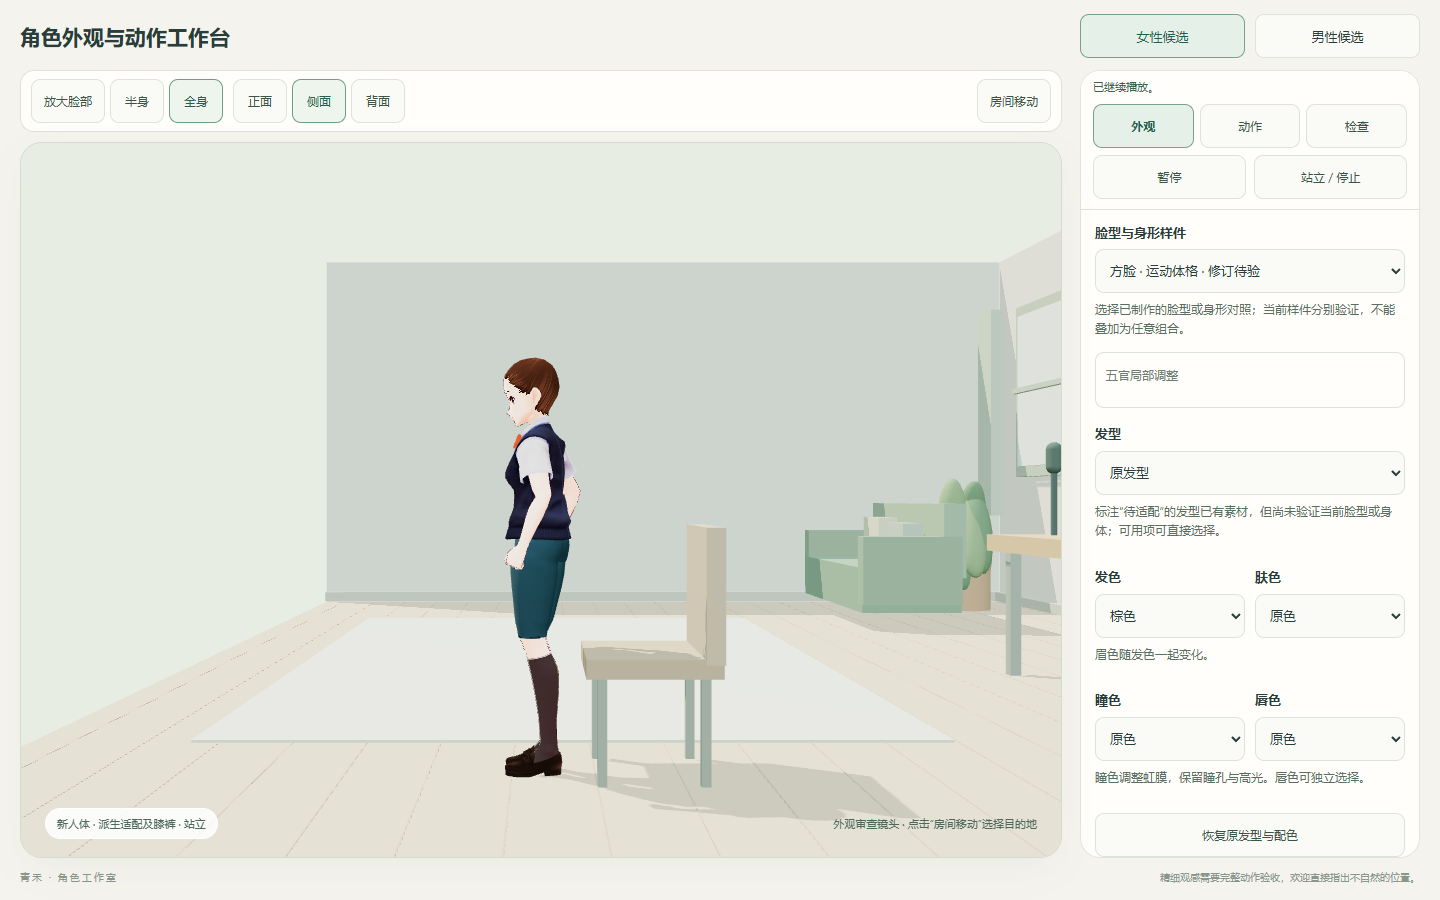 角色外观与动作工作台
女性候选
男性候选
放大脸部
半身
全身
正面
侧面
背面
房间移动
已继续播放。
外观
动作
检查
暂停
站立 / 停止
脸型与身形样件
方脸 · 运动体格 · 修订待验
选择已制作的脸型或身形对照；当前样件分别验证，不能
叠加为任意组合。
五官局部调整
发型
原发型
标注“待适配”的发型已有素材，但尚未验证当前脸型或身
体；可用项可直接选择。
发色
肤色
棕色
原色
眉色随发色一起变化。
瞳色
唇色
原色
原色
瞳色调整虹膜，保留瞳孔与高光。唇色可独立选择。
恢复原发型与配色
新人体 · 派生适配及膝裤 · 站立
外观审查镜头 · 点击“房间移动”选择目的地
青禾 · 角色工作室
精细观感需要完整动作验收，欢迎直接指出不自然的位置。